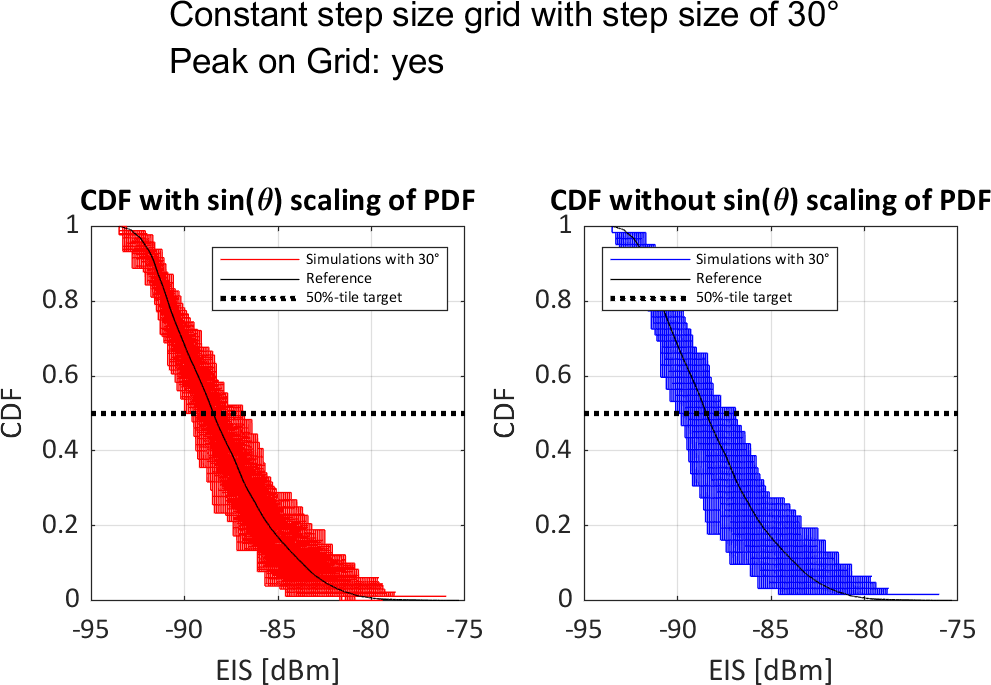 Constant step size grid with step size of 30°
Peak on Grid: yes
CDF with sin(θ) scaling of PDF
1
0.8
0.6
0.4
0.2
0
CDF
Simulations with 30°
Reference
50%-tile target
-95
-90
-85
-80
-75
EIS [dBm]
CDF without sin(θ) scaling of PDF
1
0.8
0.6
0.4
0.2
0
CDF
Simulations with 30°
Reference
50%-tile target
-95
-90
-85
-80
-75
EIS [dBm]